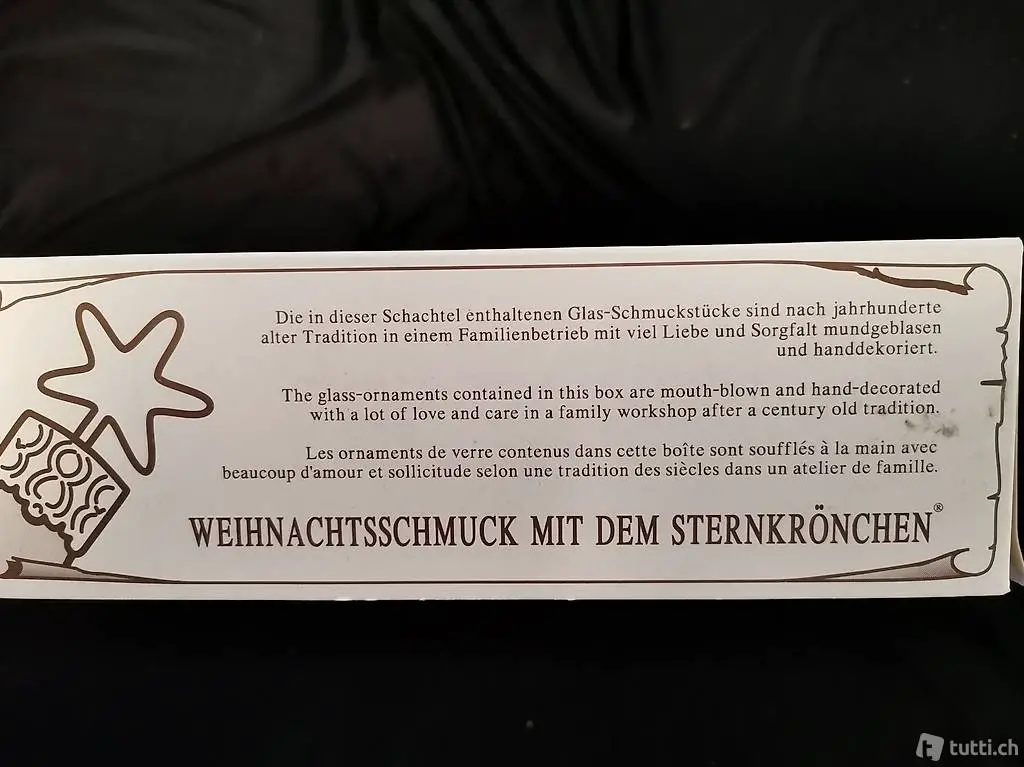 Die in dieser Schachtel enthaltenen Glas-Schmuckstücke sind nach jahrhunderte
alter Tradition in einem Familienbetrieb mit viel Liebe und Sorgfalt mundgeblasen
und handdekoriert.
The glass-ornaments contained in this box are mouth-blown and hand-decorated
with a lot of love and care in a family workshop after a century old tradition.
Les ornaments de verre contenus dans cette boîte sont soufflés à la main avec
beaucoup d'amour et sollicitude selon une tradition des siècles dans un atelier de famille.
WEIHNACHTSSCHMUCK MIT DEM STERNKRÖNCHEN®
tutti.ch